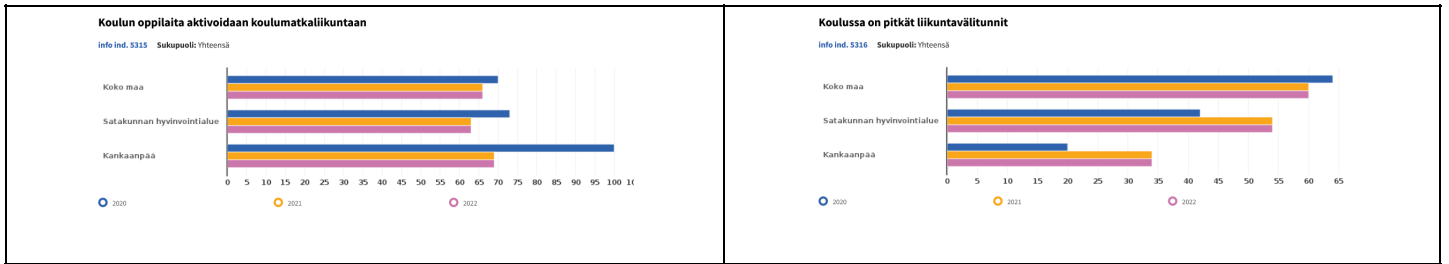 Koulun oppilaita aktivoidaan koulumatkaliikuntaan
info ind. 5315 Sukupuoli: Yhteensä
Koko maa
Satakunnan hyvinvointialue
Kankaanpää
0 5 10 15 20 25 30 35 40 45 50 55 60 65 70 75 80 85 90 95 100
2020 2021 2022
Koulussa on pitkät liikuntavälitunnit
info ind. 5316 Sukupuoli: Yhteensä
Koko maa
Satakunnan hyvinvointialue
Kankaanpää
0 5 10 15 20 25 30 35 40 45 50 55 60 65
2020 2021 2022